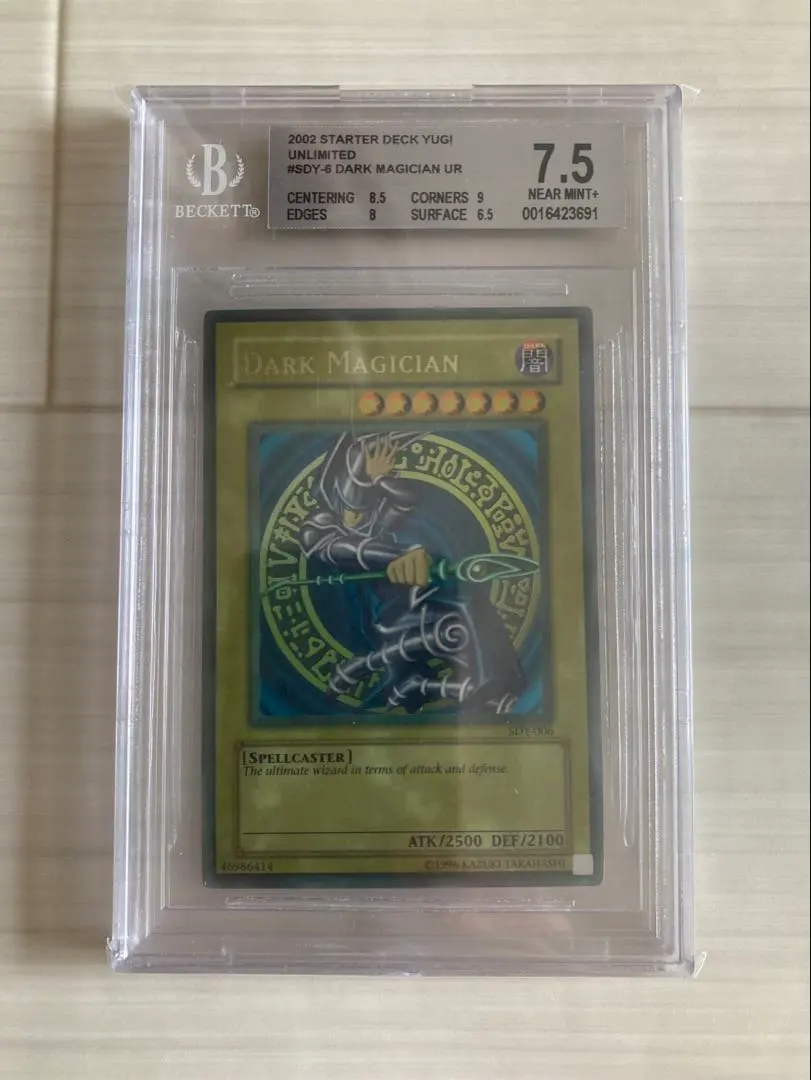 2002 STARTER DECK YUGI
UNLIMITED
#SDY-6 DARK MAGICIAN UR
7.5
NEAR MINT+
CENTERING 8.5 CORNERS 9
EDGES 8 SURFACE 6.5
0016423691
B
BECKETT®
DARK MAGICIAN
DARK
闇
SDY-006
[SPELLCASTER]
The ultimate wizard in terms of attack and defense.
ATK/2500 DEF/2100
46986414
©1996 KAZUKI TAKAHASHI